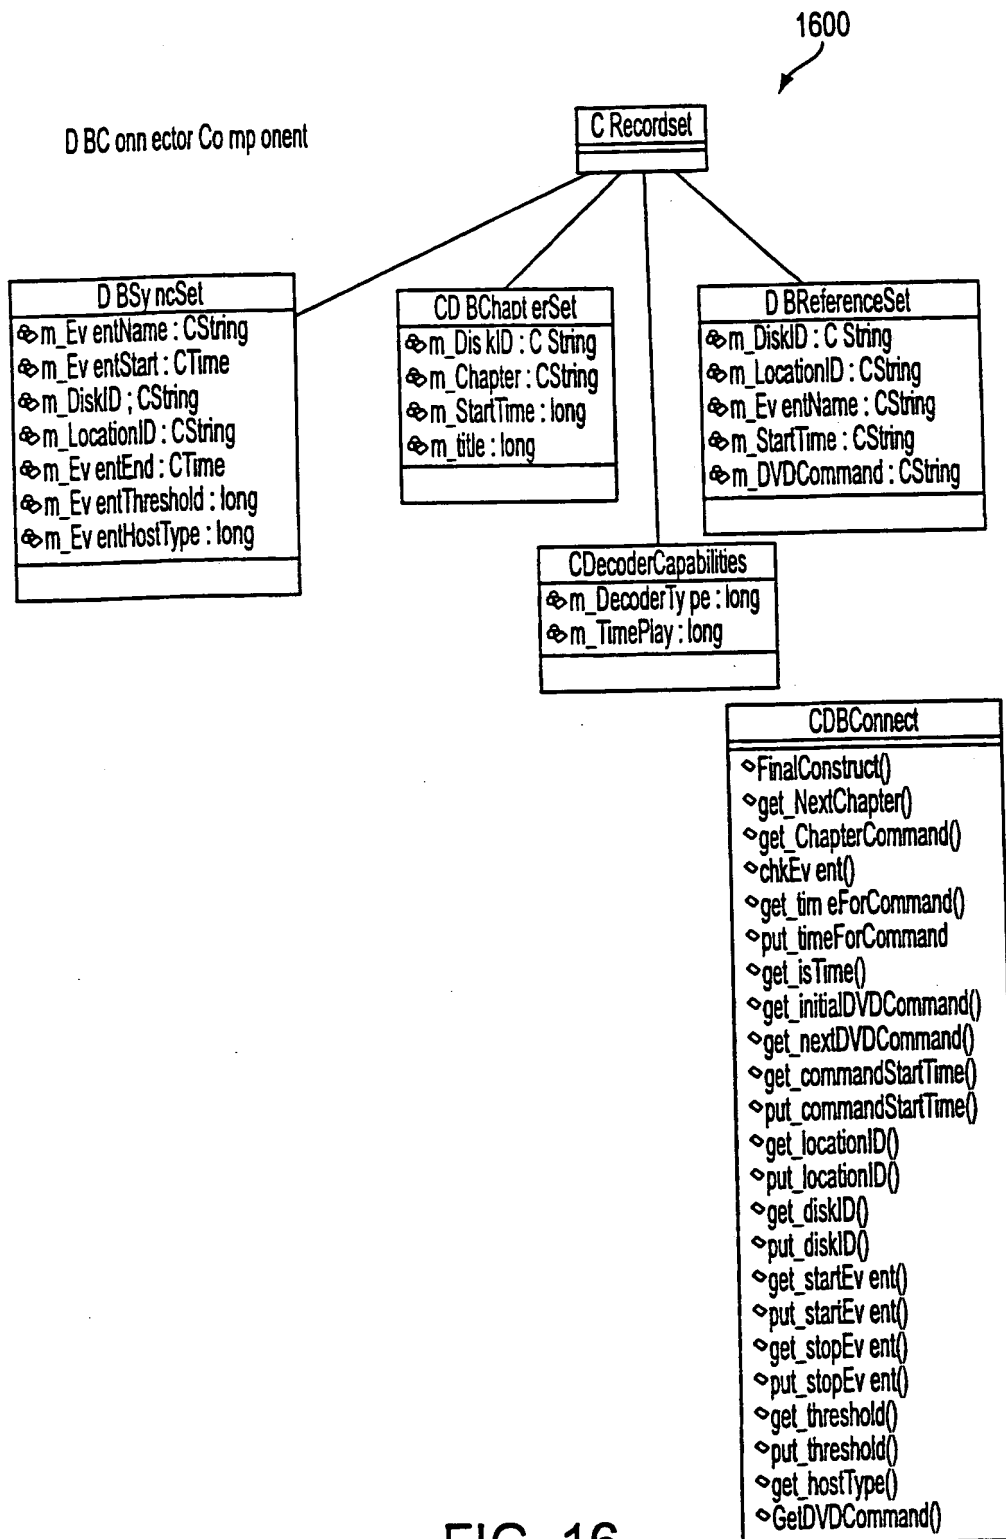 1600
D BC onn ector Co mp onent
C Recordset
D BSy ncSet
m_Ev entName : CString
m_Ev entStart : CTime
m_DiskID ; CString
m_LocationID : CString
m_Ev entEnd : CTime
m_Ev entThreshold : long
m_Ev entHostType : long
CD BChapt erSet
m_Dis kID : C String
m_Chapter : CString
m_StartTime : long
m_title : long
D BReferenceSet
m_DiskID : C String
m_LocationID : CString
m_Ev entName : CString
m_StartTime : CString
m_DVDCommand : CString
CDecoderCapabilities
m_DecoderTy pe : long
m_TimePlay : long
CDBConnect
FinalConstruct()
get_NextChapter()
get_ChapterCommand()
chkEv ent()
get_tim eForCommand()
put_timeForCommand
get_isTime()
get_initialDVDCommand()
get_nextDVDCommand()
get_commandStartTime()
put_commandStartTime()
get_locationID()
put_locationID()
get_diskID()
put_diskID()
get_startEv ent()
put_startEv ent()
get_stopEv ent()
put_stopEv ent()
get_threshold()
put_threshold()
get_hostType()
GetDVDCommand()
FIG. 16